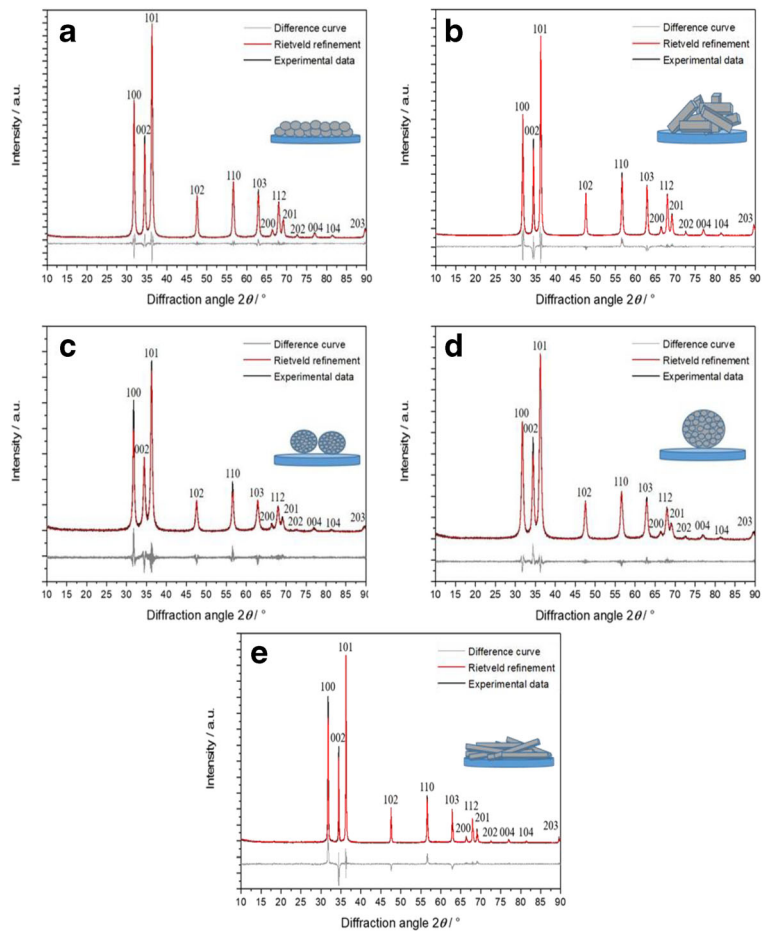 a
101
Difference curve
Rietveld refinement
Experimental data
100
002
102
110
103
200
112
201
202 004 104
203
Intensity / a.u.
10 15 20 25 30 35 40 45 50 55 60 65 70 75 80 85 90
Diffraction angle 2θ / °
b
101
Difference curve
Rietveld refinement
Experimental data
100
002
102
110
103
200
112
201
202 004 104
203
Intensity / a.u.
10 15 20 25 30 35 40 45 50 55 60 65 70 75 80 85 90
Diffraction angle 2θ / °
c
101
Difference curve
Rietveld refinement
Experimental data
100
002
102
110
103
200
112
201
202 004 104
203
Intensity / a.u.
10 15 20 25 30 35 40 45 50 55 60 65 70 75 80 85 90
Diffraction angle 2θ / °
d
101
Difference curve
Rietveld refinement
Experimental data
100
002
102
110
103
200
112
201
202 004 104
203
Intensity / a.u.
10 15 20 25 30 35 40 45 50 55 60 65 70 75 80 85 90
Diffraction angle 2θ / °
e
101
Difference curve
Rietveld refinement
Experimental data
100
002
102
110
103
200
112
201
202 004 104
203
Intensity / a.u.
10 15 20 25 30 35 40 45 50 55 60 65 70 75 80 85 90
Diffraction angle 2θ / °